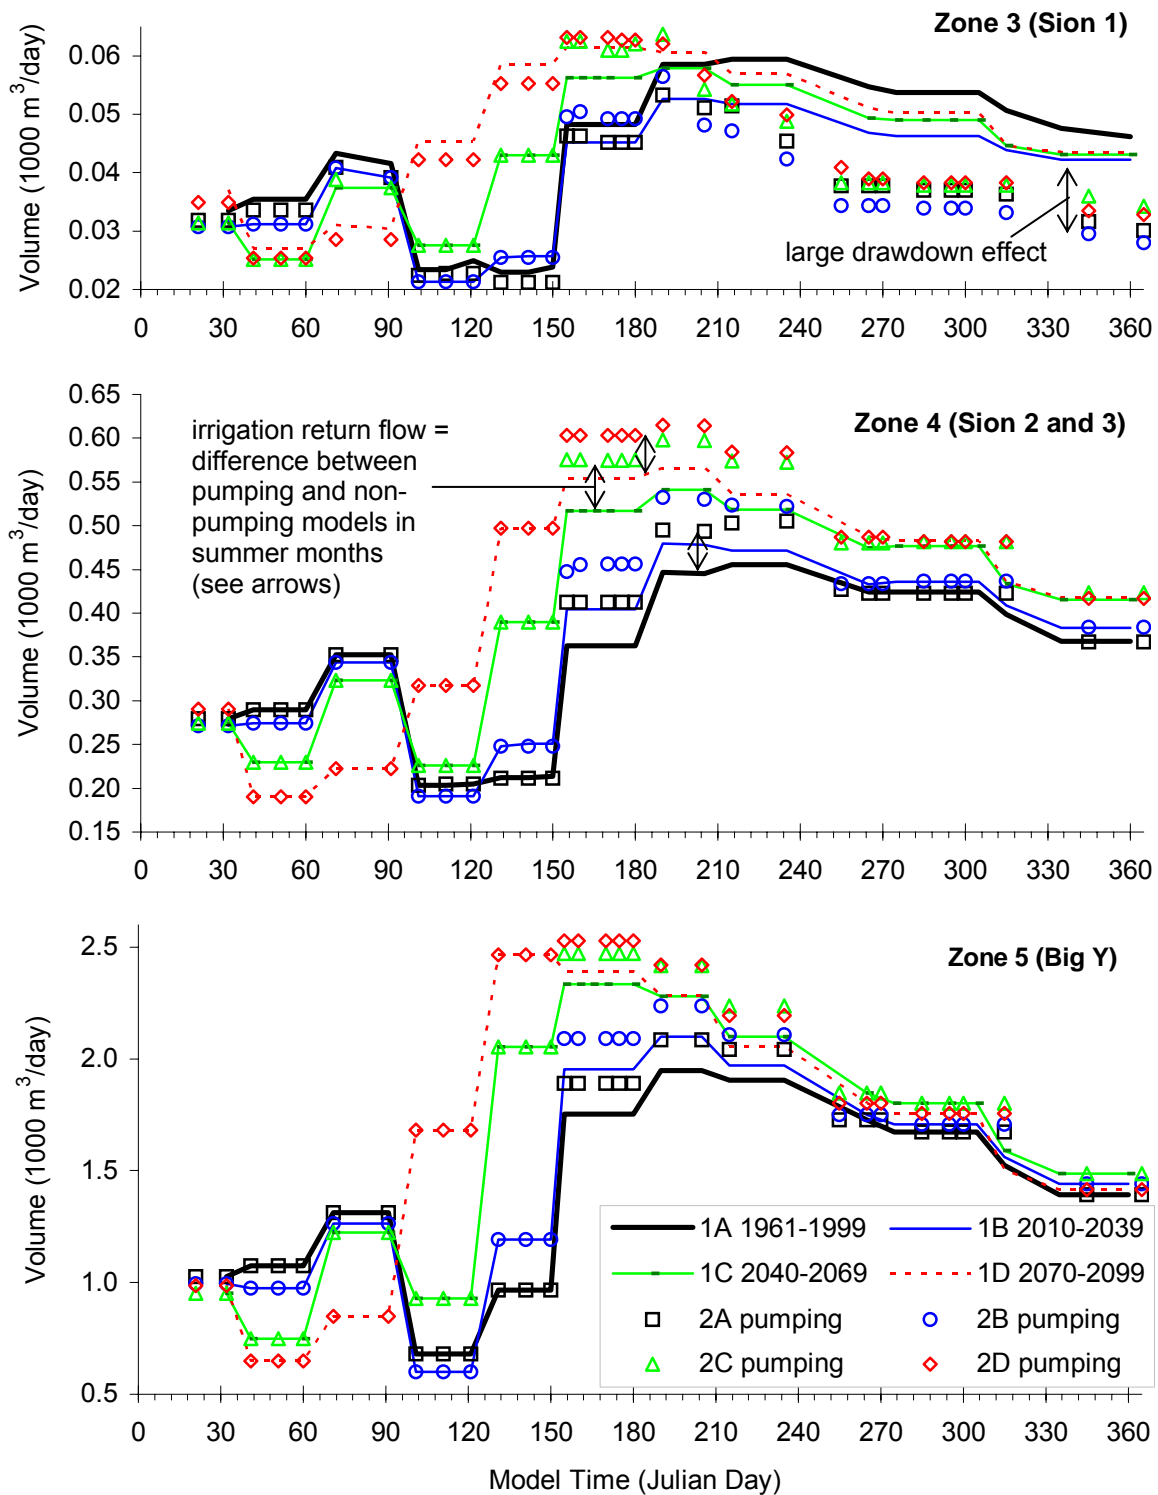 Zone 3 (Sion 1)
Volume (1000 m³/day)
0.06
0.05
0.04
0.03
0.02
large drawdown effect
0 30 60 90 120 150 180 210 240 270 300 330 360
Zone 4 (Sion 2 and 3)
Volume (1000 m³/day)
0.65
0.60
0.55
0.50
0.45
0.40
0.35
0.30
0.25
0.20
0.15
irrigation return flow =
difference between
pumping and non-
pumping models in
summer months
(see arrows)
0 30 60 90 120 150 180 210 240 270 300 330 360
Zone 5 (Big Y)
Volume (1000 m³/day)
2.5
2.0
1.5
1.0
0.5
1A 1961-1999 1B 2010-2039
1C 2040-2069 1D 2070-2099
2A pumping 2B pumping
2C pumping 2D pumping
0 30 60 90 120 150 180 210 240 270 300 330 360
Model Time (Julian Day)